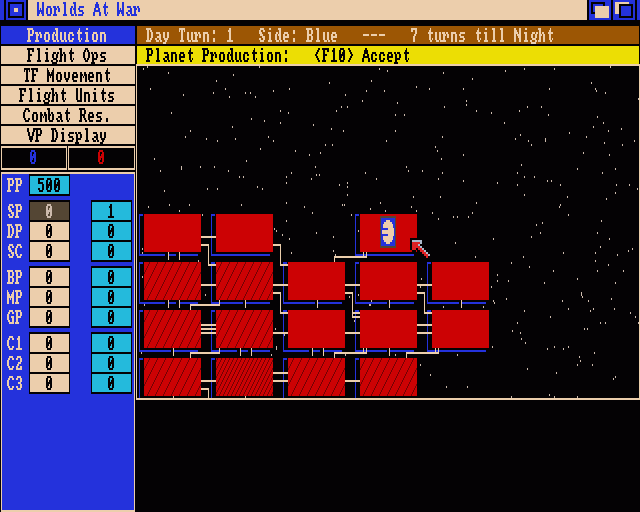 Worlds At War
Production
Day Turn: 1 Side: Blue --- 7 turns till Night
Flight Ops
Planet Production: <F10> Accept
TF Movement
Flight Units
Combat Res.
VP Display
0 0
PP 500
SP 0 1
DP 0 0
SC 0 0
BP 0 0
MP 0 0
GP 0 0
C1 0 0
C2 0 0
C3 0 0